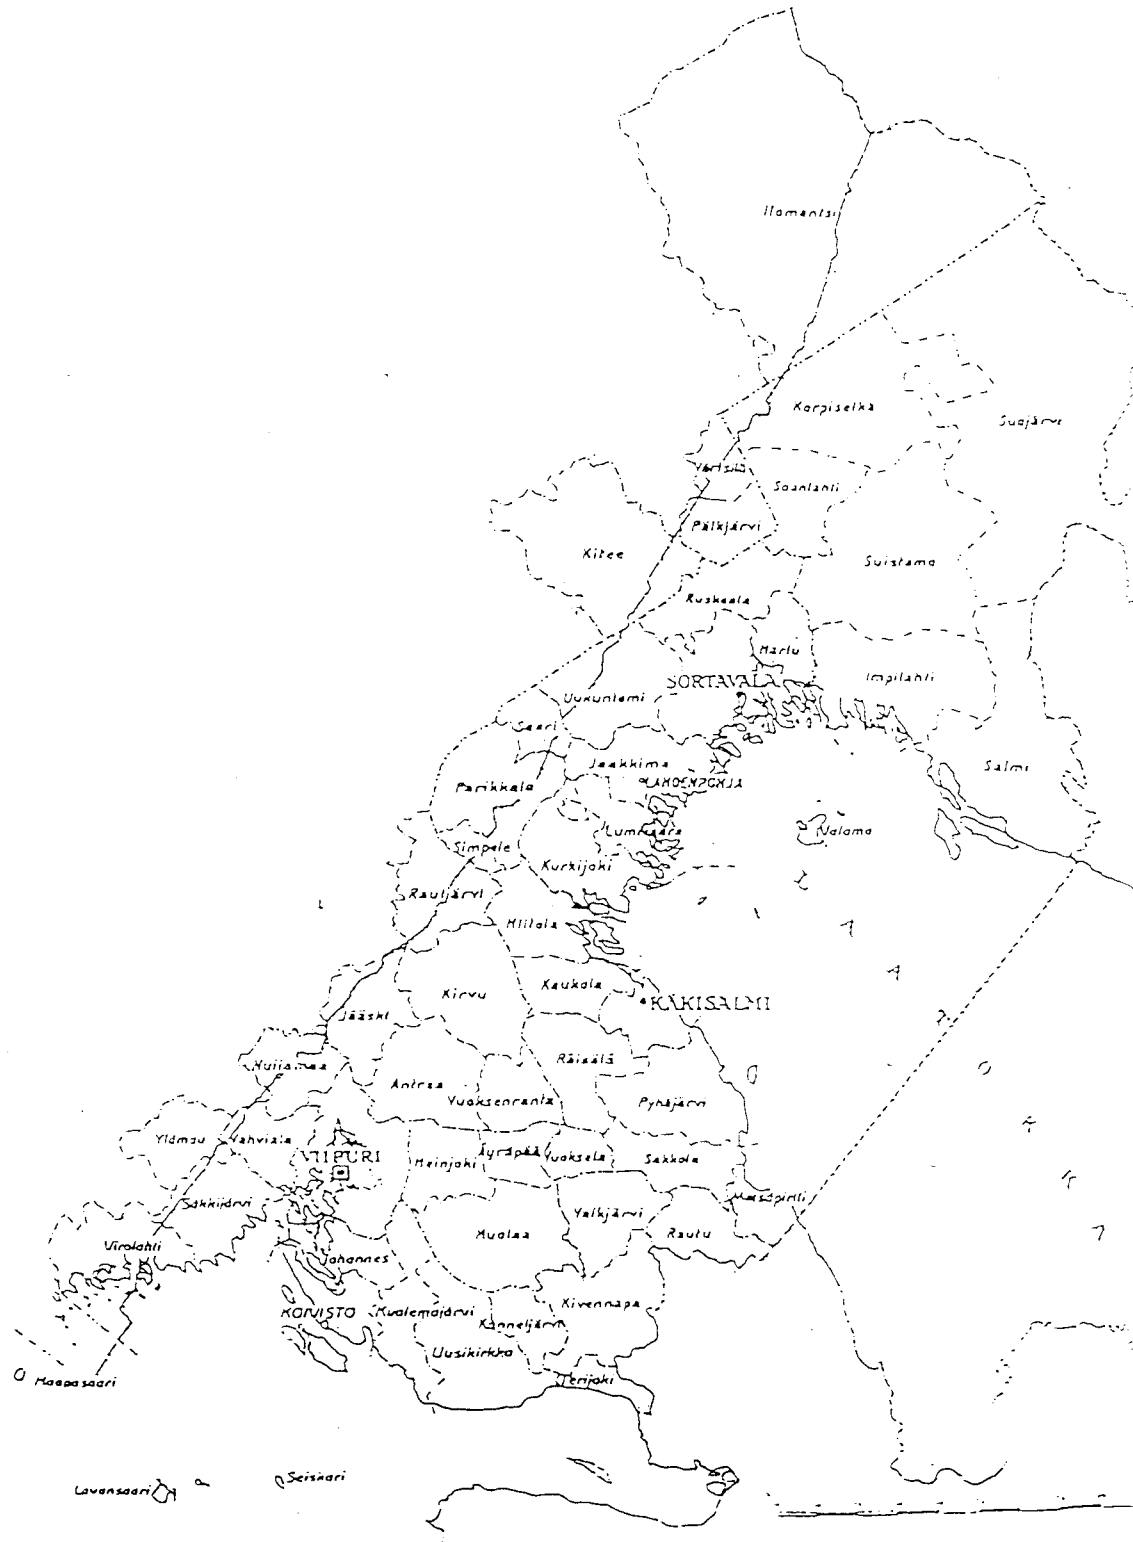 Ilomantsi
Korpiselkä
Suojärvi
Värtsilä
Soanlahti
Pälkjärvi
Kitee
Suistamo
Ruskeala
Harlu
SORTAVALA
Impilahti
Uukuniemi
Saari
Jaakkima
Salmi
Parikkala
LAHDENPOHJA
Lumivaara
Valamo
Simpele
Kurkijoki
Rautjärvi
Hiitola
L
A
A
T
O
K
K
A
Kirvu
Kaukola
KÄKISALMI
Jääski
Nuijamaa
Räisälä
Antrea
Vuoksenranta
Pyhäjärvi
Ylämaa
Vahviala
VIIPURI
Heinjoki
Äyräpää
Vuoksela
Sakkola
Säkkijärvi
Metsäpirtti
Valkjärvi
Rautu
Virolahti
Muolaa
Johannes
KOIVISTO
Kuolemajärvi
Kanneljärvi
Kivennapa
Uusikirkko
Terijoki
Haapasaari
Lavansaari
Seiskari